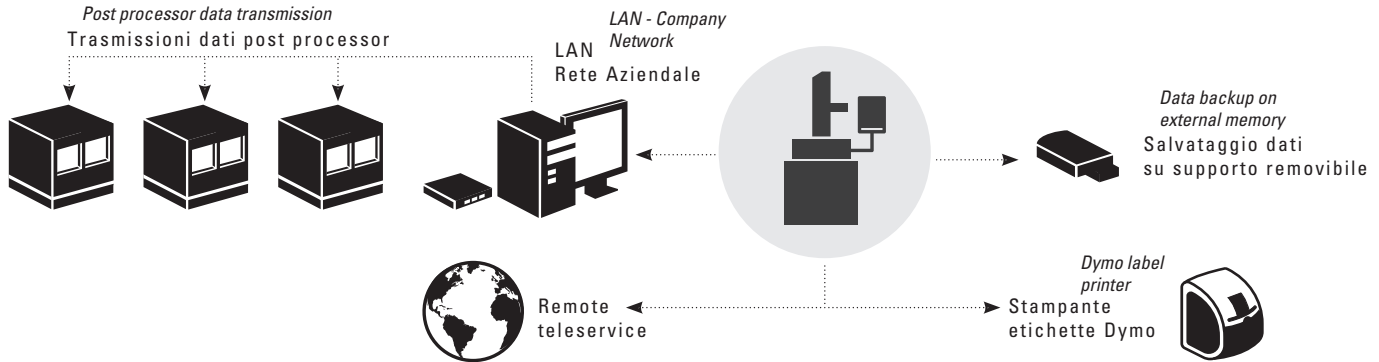 Post processor data transmission
Trasmissioni dati post processor
LAN - Company
Network
LAN
Rete Aziendale
Data backup on
external memory
Salvataggio dati
su supporto removibile
Remote
teleservice
Dymo label
printer
Stampante
etichette Dymo